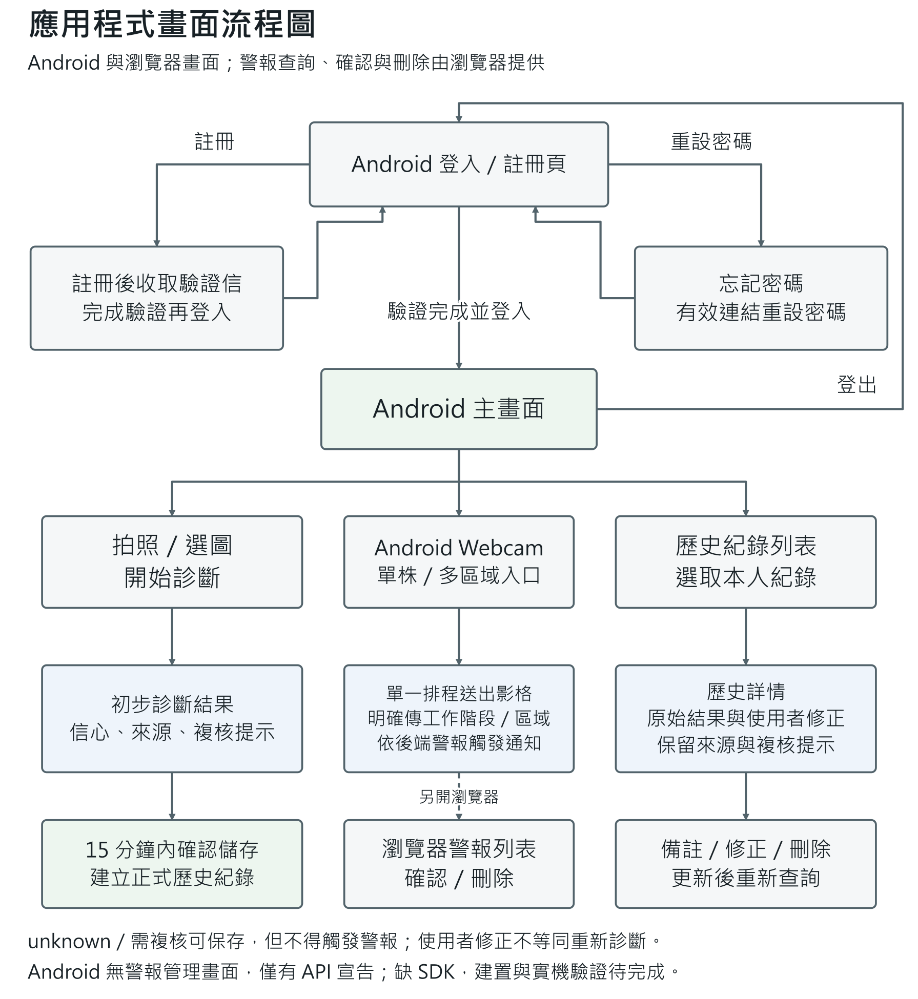 應用程式畫面流程圖
Android 與瀏覽器畫面；警報查詢、確認與刪除由瀏覽器提供
註冊
Android 登入 / 註冊頁
重設密碼
註冊後收取驗證信
完成驗證再登入
驗證完成並登入
忘記密碼
有效連結重設密碼
Android 主畫面
登出
拍照 / 選圖
開始診斷
Android Webcam
單株 / 多區域入口
歷史紀錄列表
選取本人紀錄
初步診斷結果
信心、來源、複核提示
單一排程送出影格
明確傳工作階段 / 區域
依後端警報觸發通知
歷史詳情
原始結果與使用者修正
保留來源與複核提示
另開瀏覽器
15 分鐘內確認儲存
建立正式歷史紀錄
瀏覽器警報列表
確認 / 刪除
備註 / 修正 / 刪除
更新後重新查詢
unknown / 需複核可保存，但不得觸發警報；使用者修正不等同重新診斷。
Android 無警報管理畫面，僅有 API 宣告；缺 SDK，建置與實機驗證待完成。